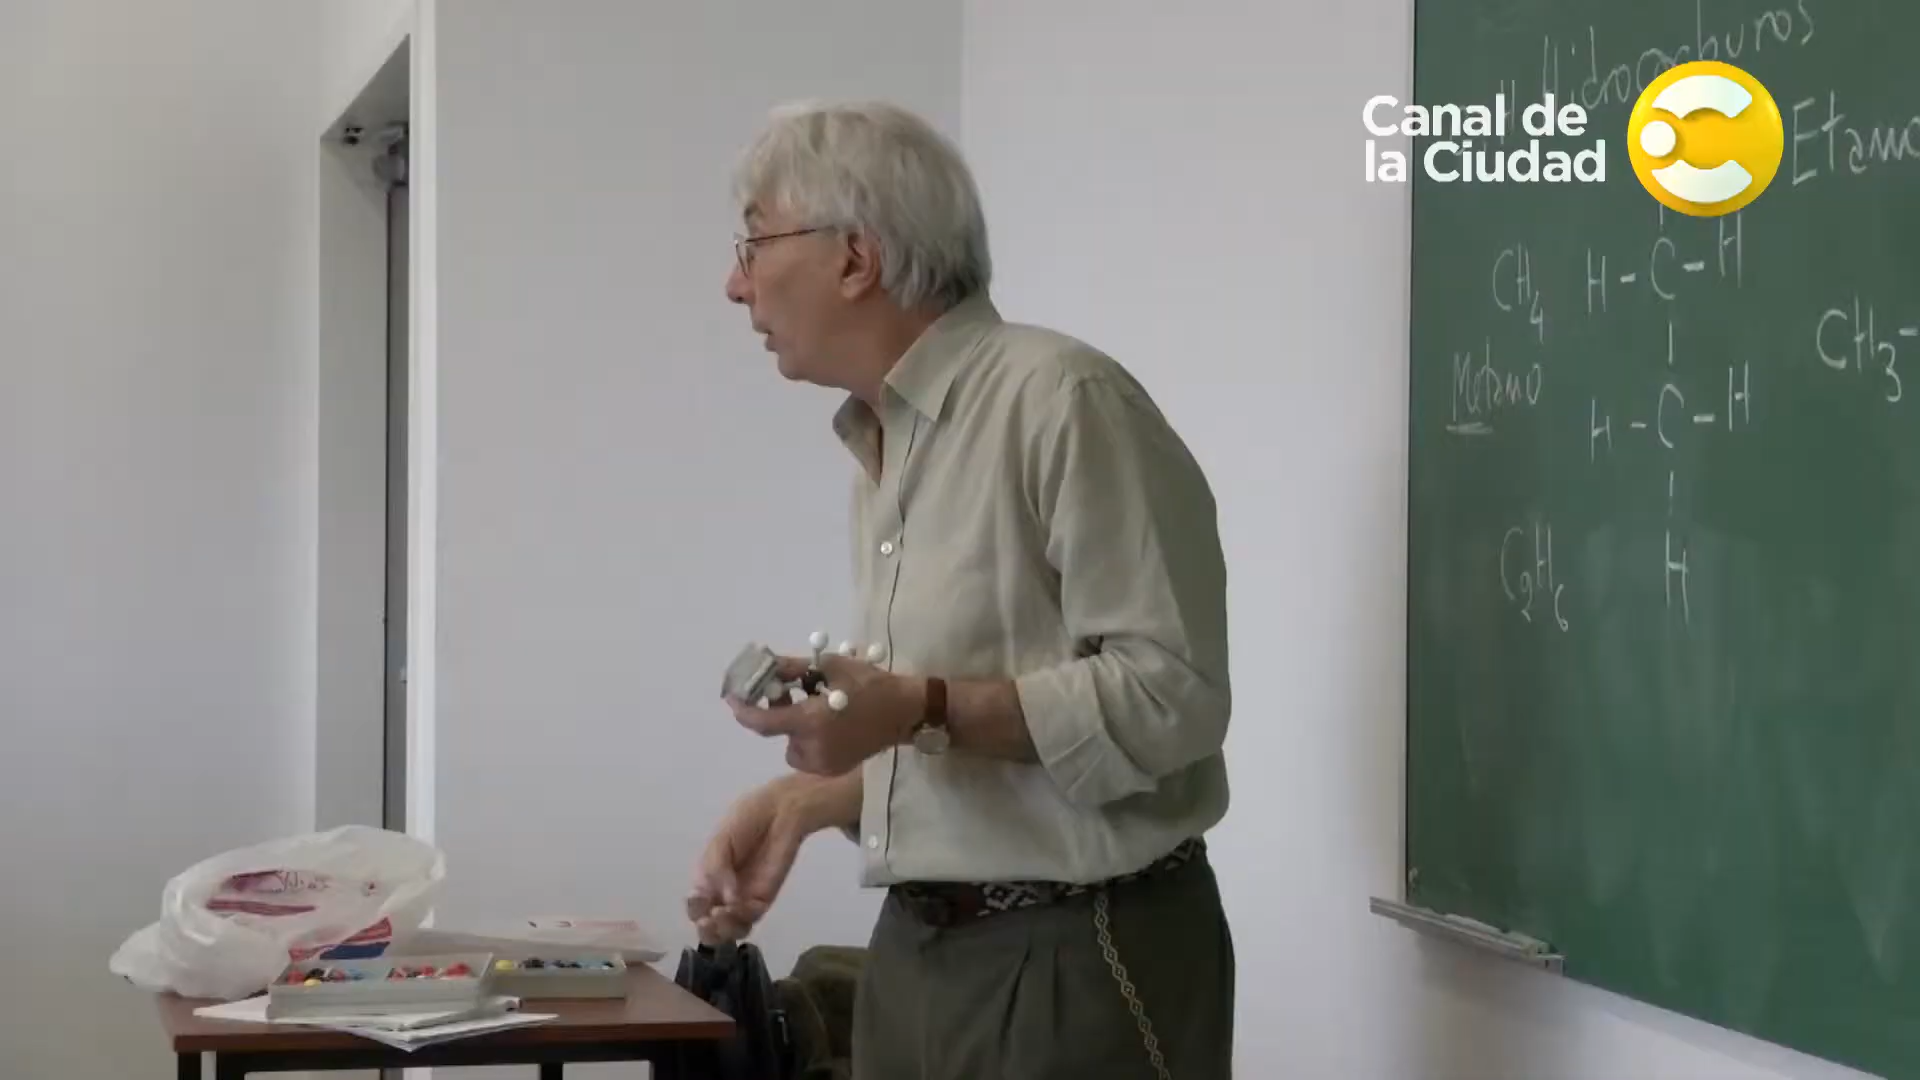 Hidrocarburos
Canal de
la Ciudad
Etano
CH4
H - C - H
CH3 -
Metano
H - C - H
C2H6
H